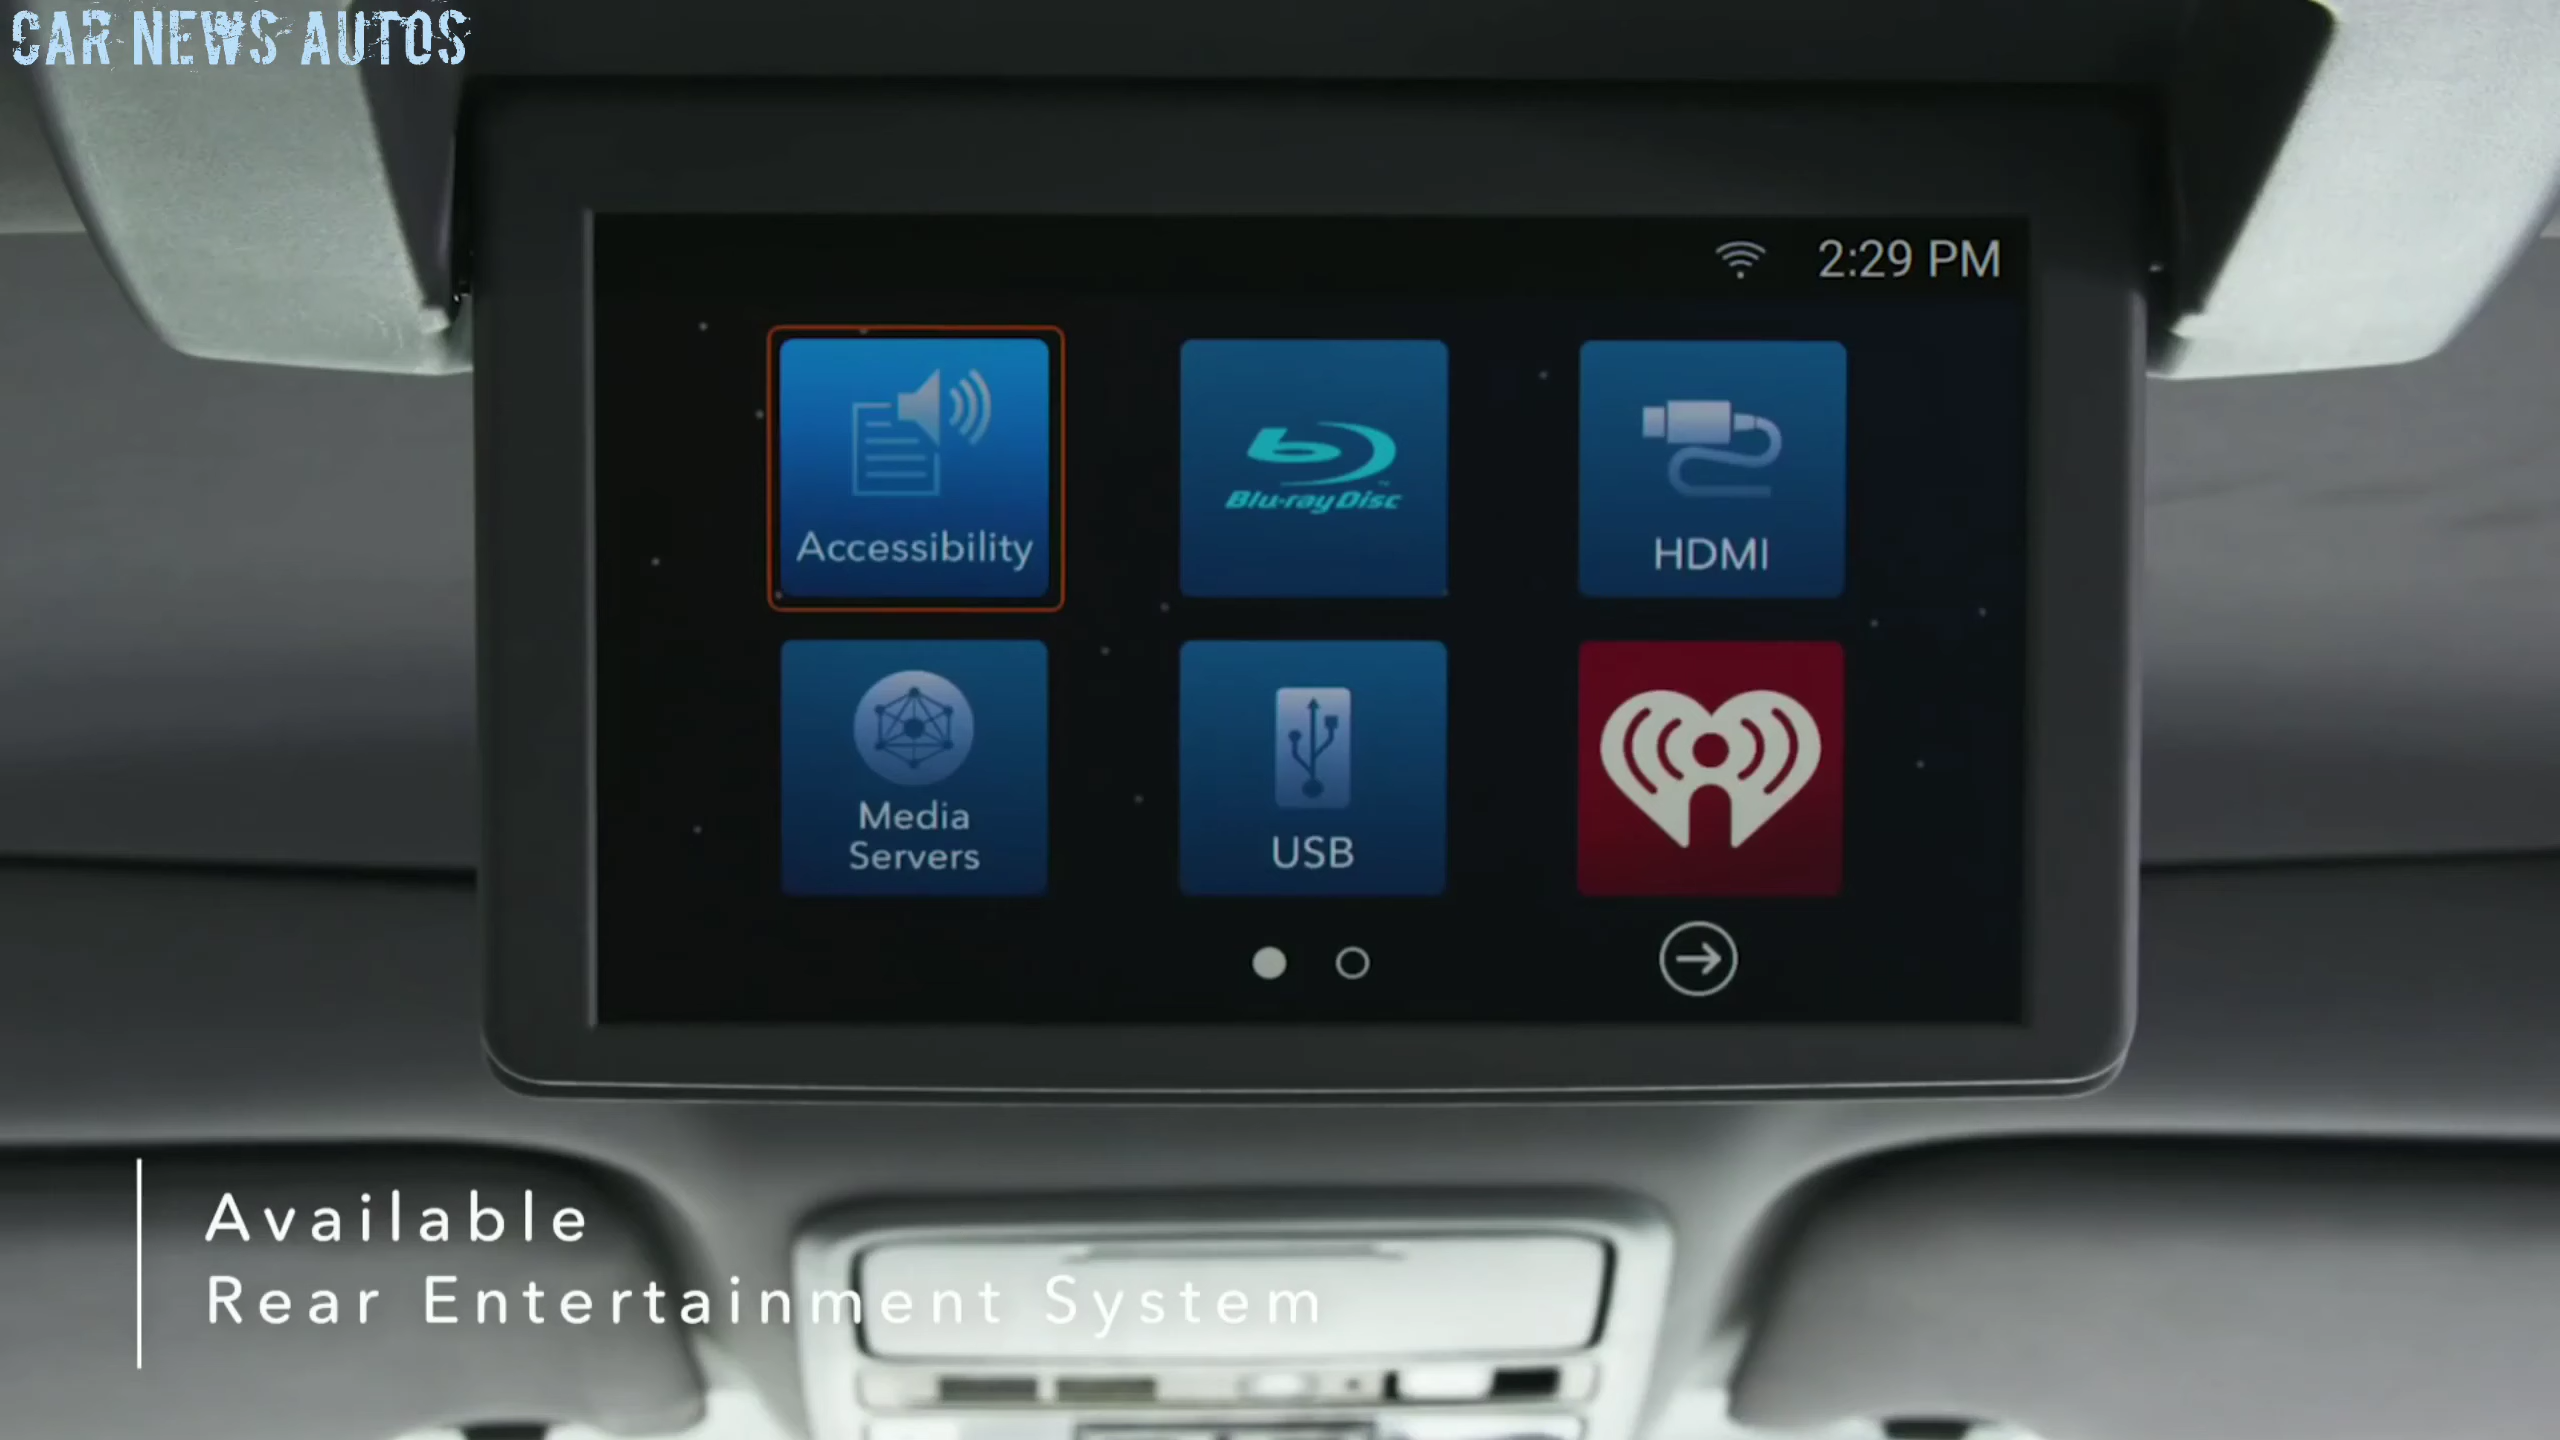 CAR NEWS AUTOS
2:29 PM
Accessibility
Blu-ray Disc
HDMI
Media
Servers
USB
Available
Rear Entertainment System